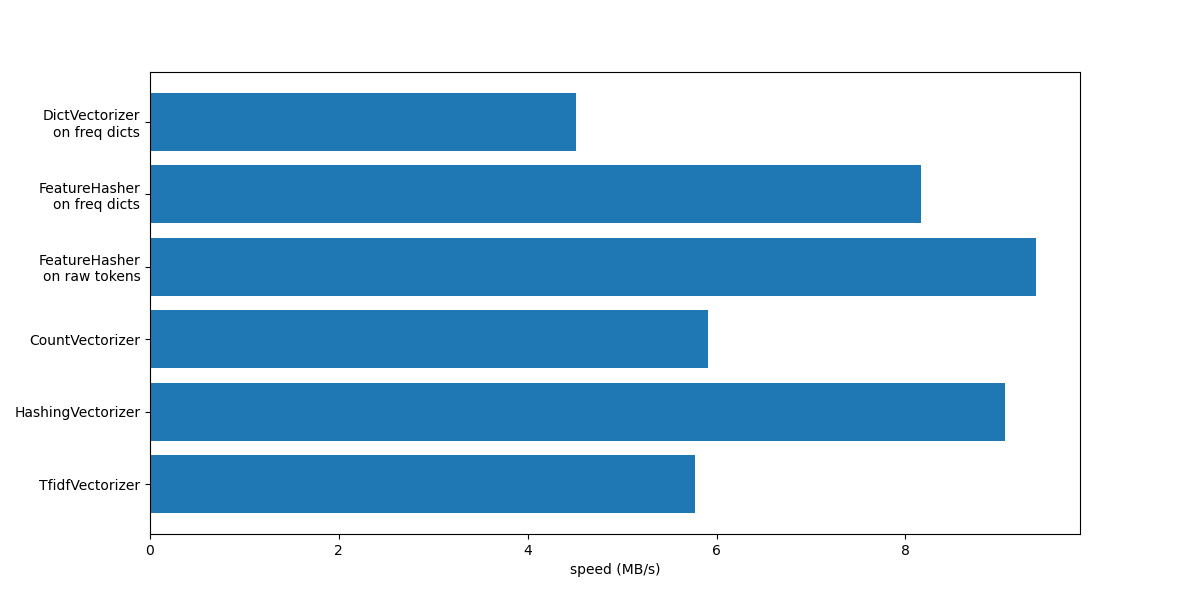 DictVectorizer
on freq dicts
FeatureHasher
on freq dicts
FeatureHasher
on raw tokens
CountVectorizer
HashingVectorizer
TfidfVectorizer
0 2 4 6 8
speed (MB/s)